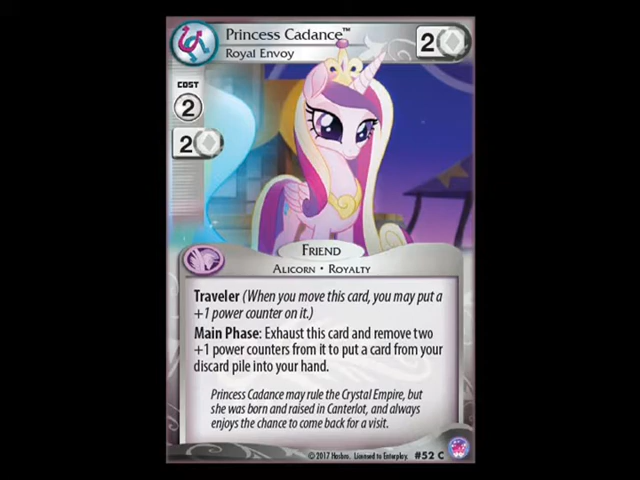 Princess Cadance™
Royal Envoy
2
COST
2
2
FRIEND
ALICORN • ROYALTY
Traveler (When you move this card, you may put a
+1 power counter on it.)
Main Phase: Exhaust this card and remove two
+1 power counters from it to put a card from your
discard pile into your hand.
Princess Cadance may rule the Crystal Empire, but
she was born and raised in Canterlot, and always
enjoys the chance to come back for a visit.
© 2017 Hasbro. Licensed to Enterplay. #52 C